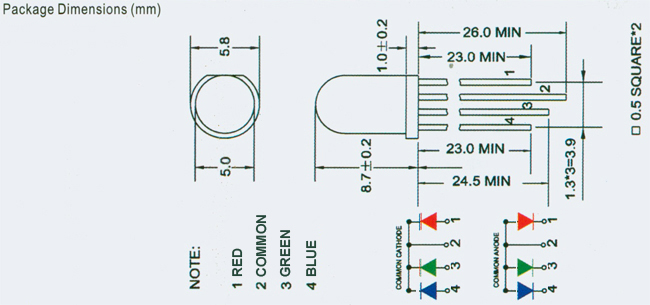 Package Dimensions (mm)
5.8
5.0
1.0±0.2
8.7±0.2
26.0 MIN
23.0 MIN
1
2
3
4
23.0 MIN
24.5 MIN
1.3*3=3.9
□ 0.5 SQUARE*2
NOTE:
1 RED
2 COMMON
3 GREEN
4 BLUE
COMMON CATHODE
1
2
3
4
COMMON ANODE
1
2
3
4